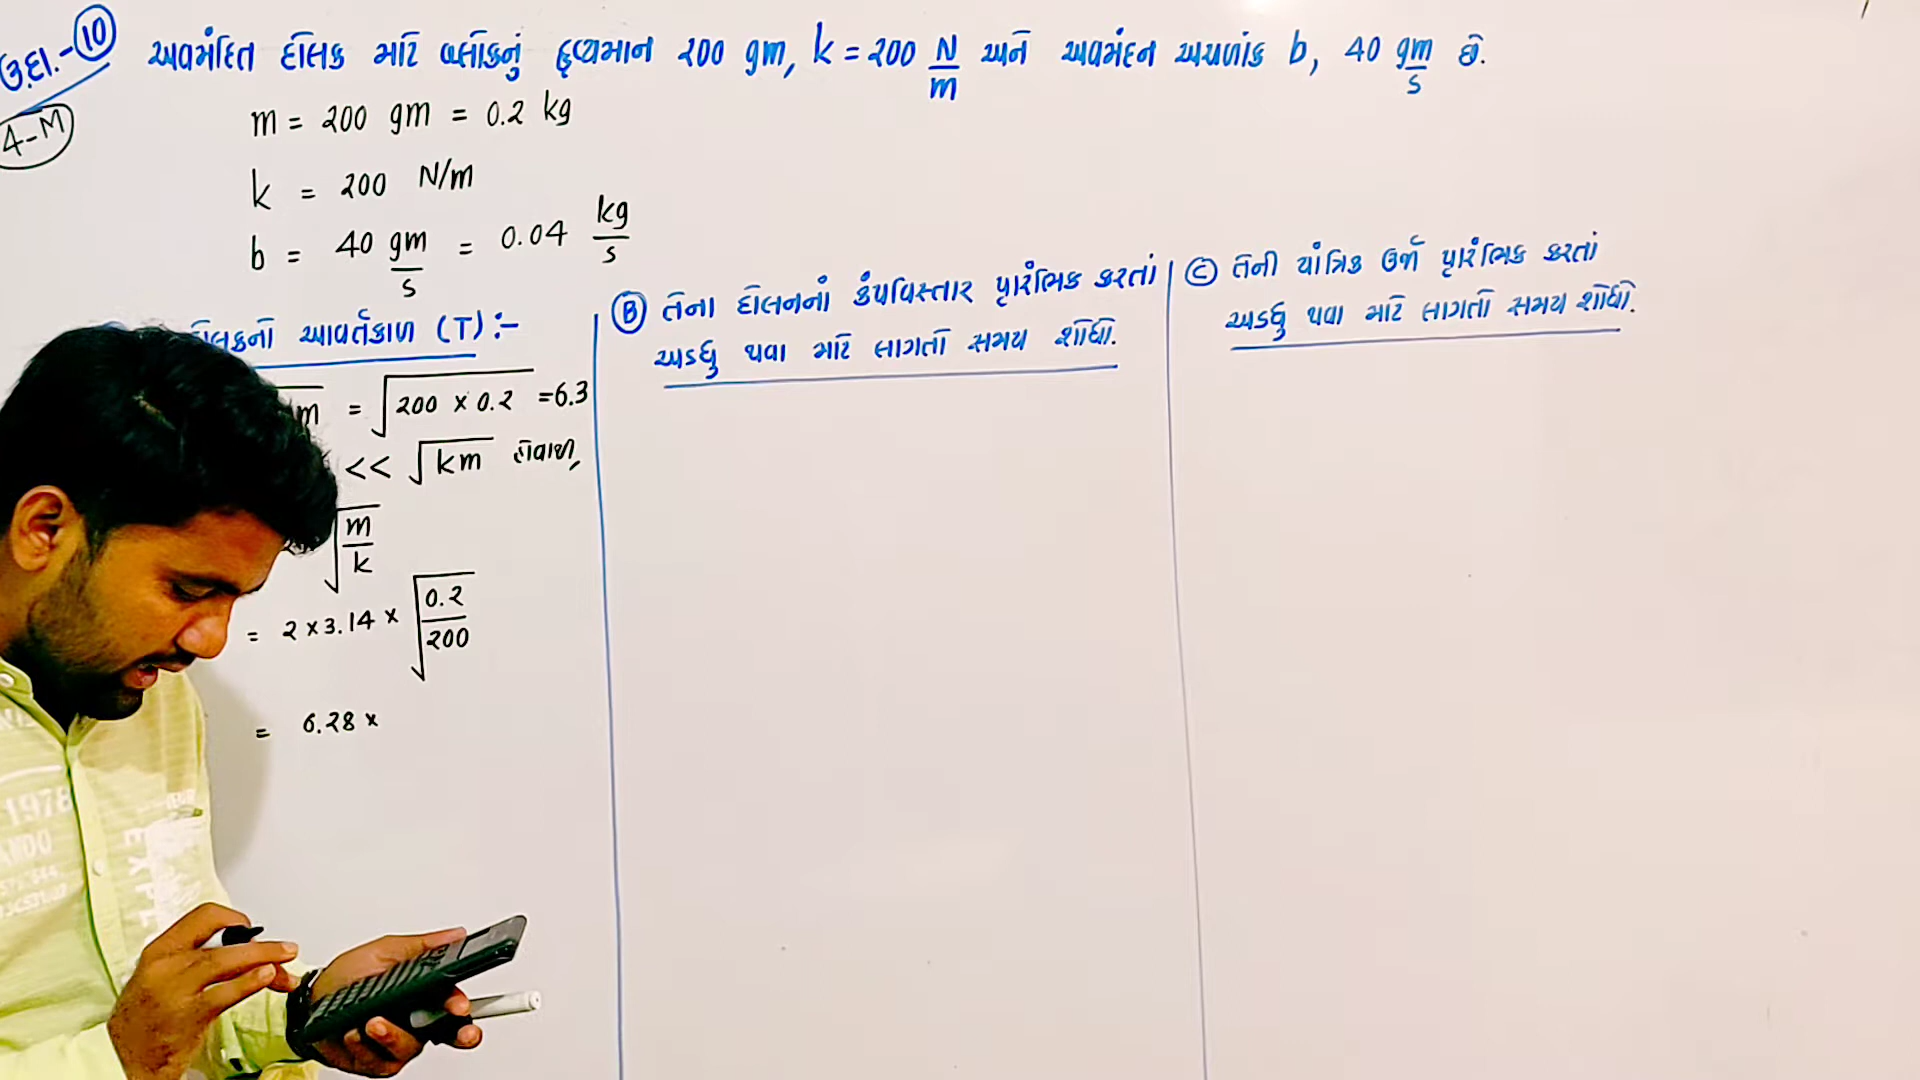 ઉદા.-10 અવમંદિત દોલક માટે બ્લોકનું દ્રવ્યમાન 200 gm, k = 200 N/m અને અવમંદન અચળાંક b, 40 gm/s છે.
4-M
m = 200 gm = 0.2 kg
k = 200 N/m
b = 40 gm/s = 0.04 kg/s
આવર્તકાળ (T) :-
m = √200 × 0.2 = 6.3
<< √km હોવાથી,
√m/k
= 2 × 3.14 × √0.2/200
= 6.28 ×
B તેના દોલનનો કંપવિસ્તાર પ્રારંભિક કરતાં
અડધુ થવા માટે લાગતો સમય શોધો.
C તેની યાંત્રિક ઉર્જા પ્રારંભિક કરતાં
અડધુ થવા માટે લાગતો સમય શોધો.
1978